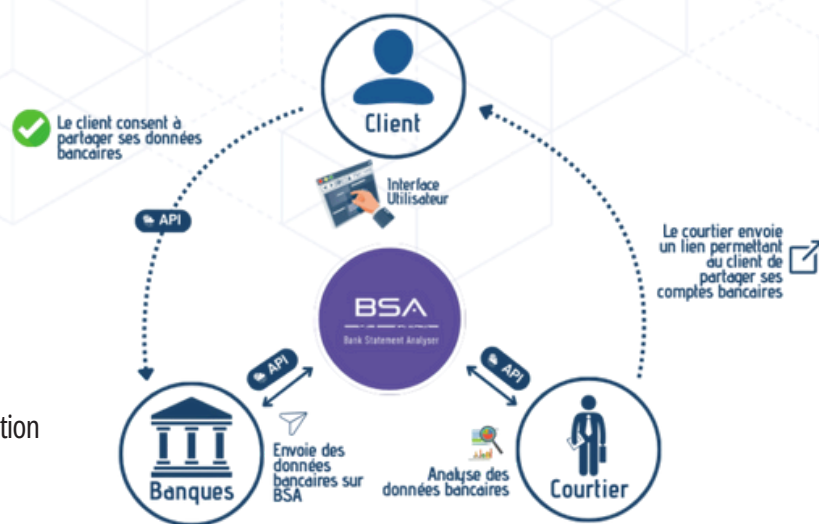 Client
Le client consent à
partager ses données
bancaires
Interface
Utilisateur
API
Le courtier envoie
un lien permettant
au client de
partager ses
comptes bancaires
BSA
Bank Statement Analyser
API
API
tion
Banques
Envoie des
données
bancaires sur
BSA
Analyse des
données bancaires
Courtier